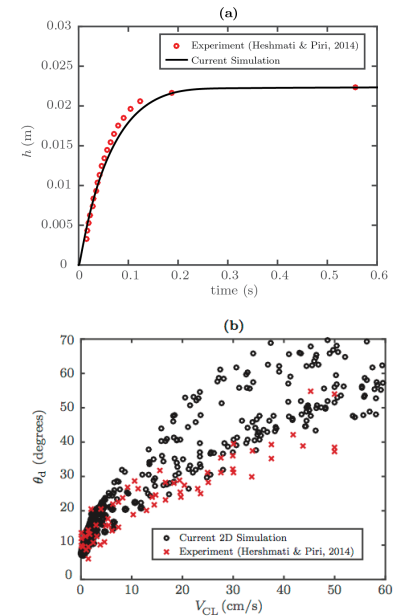 (a)
0.03
0.025
0.02
0.015
0.01
0.005
0
h (m)
Experiment (Heshmati & Piri, 2014)
Current Simulation
0 0.1 0.2 0.3 0.4 0.5 0.6
time (s)
(b)
70
60
50
40
30
20
10
0
θd (degrees)
Current 2D Simulation
Experiment (Hershmati & Piri, 2014)
0 10 20 30 40 50 60
VCL (cm/s)